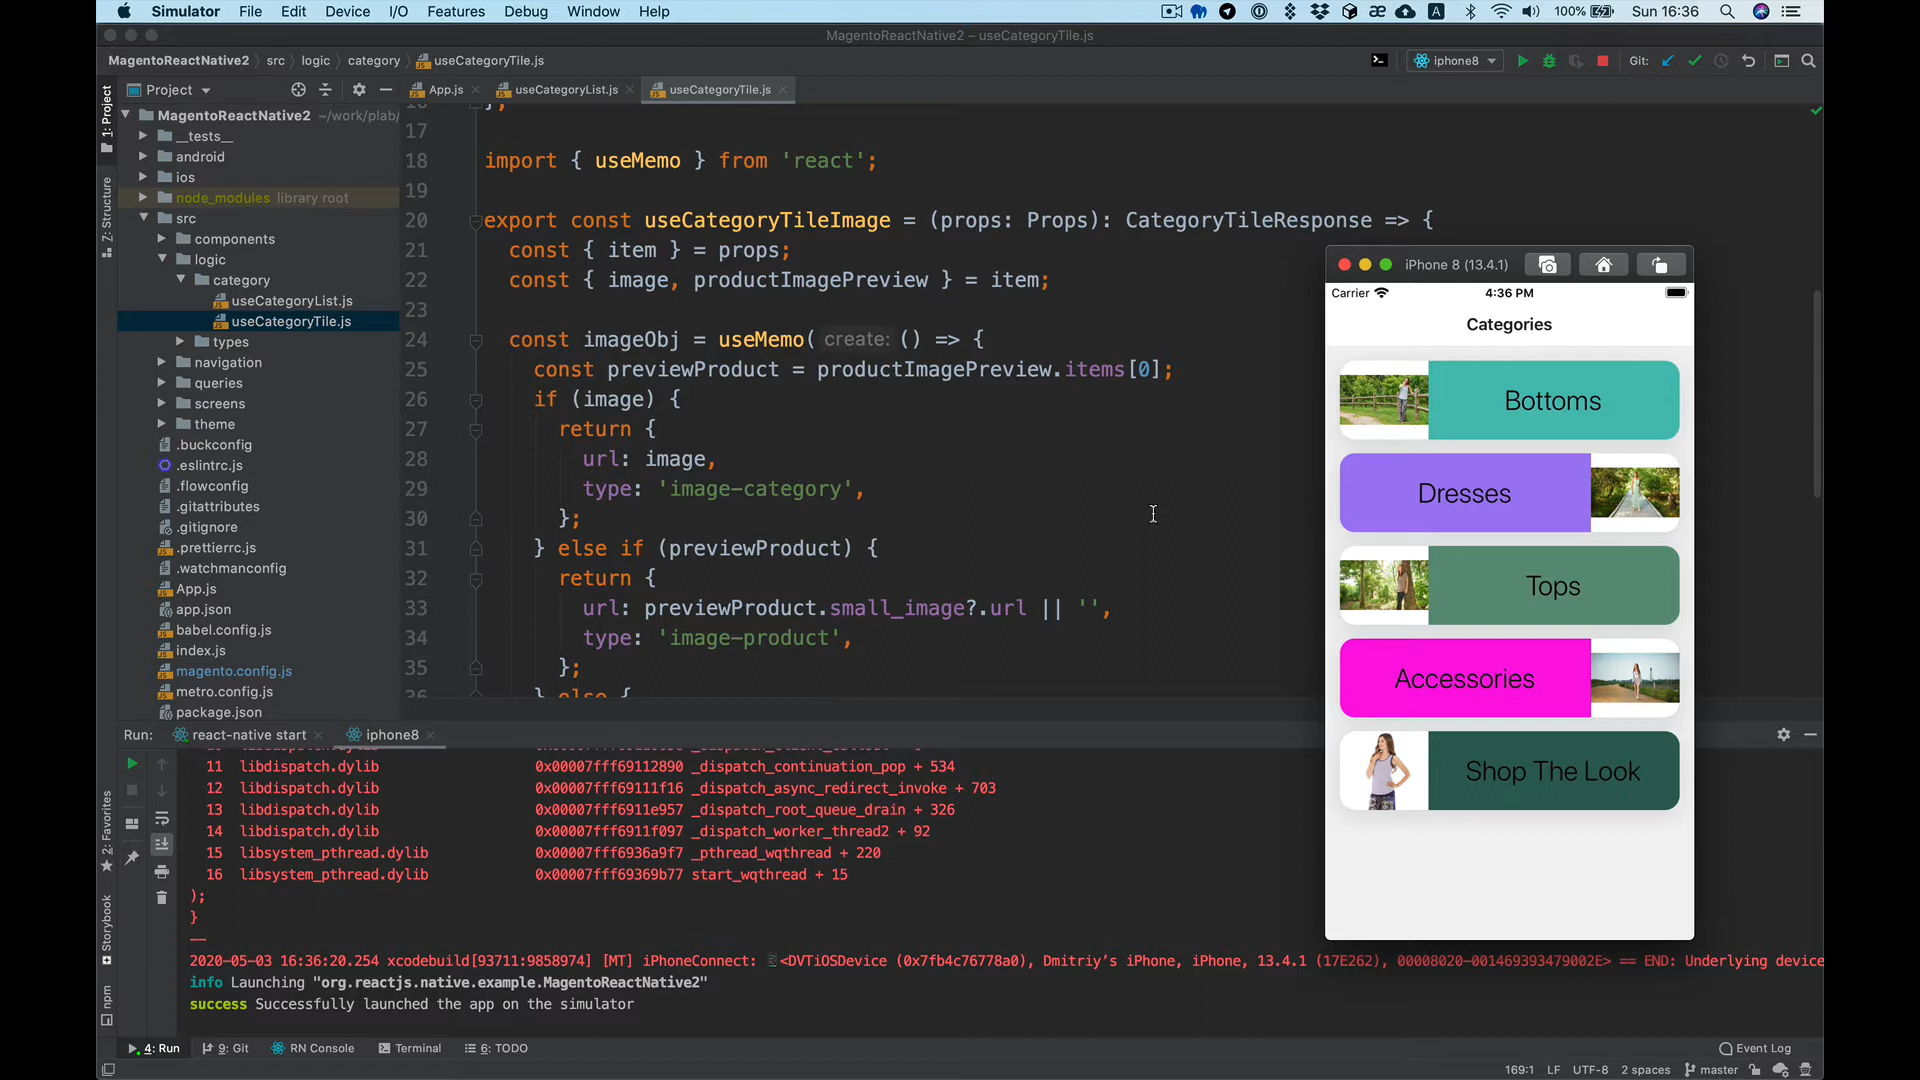 Simulator File Edit Device I/O Features Debug Window Help 100% Sun 16:36
MagentoReactNative2 – useCategoryTile.js
MagentoReactNative2 src logic category useCategoryTile.js iphone8 Git:
Project App.js useCategoryList.js useCategoryTile.js
1: Project
Z: Structure
2: Favorites
Storybook
npm
MagentoReactNative2 ~/work/plab/
__tests__
android
ios
node_modules library root
src
components
logic
category
useCategoryList.js
useCategoryTile.js
types
navigation
queries
screens
theme
.buckconfig
.eslintrc.js
.flowconfig
.gitattributes
.gitignore
.prettierrc.js
.watchmanconfig
App.js
app.json
babel.config.js
index.js
magento.config.js
metro.config.js
package.json
16 };
17
18 import { useMemo } from 'react';
19
20 export const useCategoryTileImage = (props: Props): CategoryTileResponse => {
21 const { item } = props;
22 const { image, productImagePreview } = item;
23
24 const imageObj = useMemo( create: () => {
25 const previewProduct = productImagePreview.items[0];
26 if (image) {
27 return {
28 url: image,
29 type: 'image-category',
30 };
31 } else if (previewProduct) {
32 return {
33 url: previewProduct.small_image?.url || '',
34 type: 'image-product',
35 };
36 } else {
iPhone 8 (13.4.1)
Carrier 4:36 PM
Categories
Bottoms
Dresses
Tops
Accessories
Shop The Look
Run: react-native start iphone8
11 libdispatch.dylib 0x00007fff69112890 _dispatch_continuation_pop + 534
12 libdispatch.dylib 0x00007fff69111f16 _dispatch_async_redirect_invoke + 703
13 libdispatch.dylib 0x00007fff6911e957 _dispatch_root_queue_drain + 326
14 libdispatch.dylib 0x00007fff6911f097 _dispatch_worker_thread2 + 92
15 libsystem_pthread.dylib 0x00007fff6936a9f7 _pthread_wqthread + 220
16 libsystem_pthread.dylib 0x00007fff69369b77 start_wqthread + 15
);
}
--
2020-05-03 16:36:20.254 xcodebuild[93711:9858974] [MT] iPhoneConnect: <DVTiOSDevice (0x7fb4c76778a0), Dmitriy’s iPhone, iPhone, 13.4.1 (17E262), 00008020-001469393479002E> == END: Underlying device
info Launching "org.reactjs.native.example.MagentoReactNative2"
success Successfully launched the app on the simulator
4: Run 9: Git RN Console Terminal 6: TODO Event Log
169:1 LF UTF-8 2 spaces master